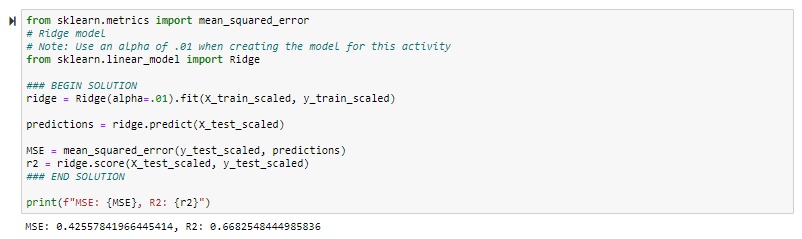 from sklearn.metrics import mean_squared_error
# Ridge model
# Note: Use an alpha of .01 when creating the model for this activity
from sklearn.linear_model import Ridge
### BEGIN SOLUTION
ridge = Ridge(alpha=.01).fit(X_train_scaled, y_train_scaled)
predictions = ridge.predict(X_test_scaled)
MSE = mean_squared_error(y_test_scaled, predictions)
r2 = ridge.score(X_test_scaled, y_test_scaled)
### END SOLUTION
print(f"MSE: {MSE}, R2: {r2}")
MSE: 0.42557841966445414, R2: 0.6682548444985836